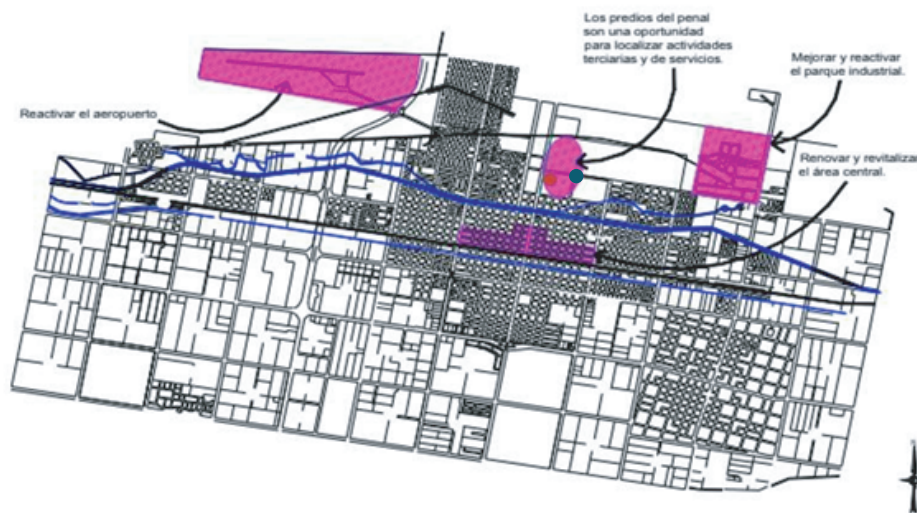 Los predios del penal
son una oportunidad
para localizar actividades
terciarias y de servicios.
Mejorar y reactivar
el parque industrial.
Reactivar el aeropuerto
Renovar y revitalizar
el área central.